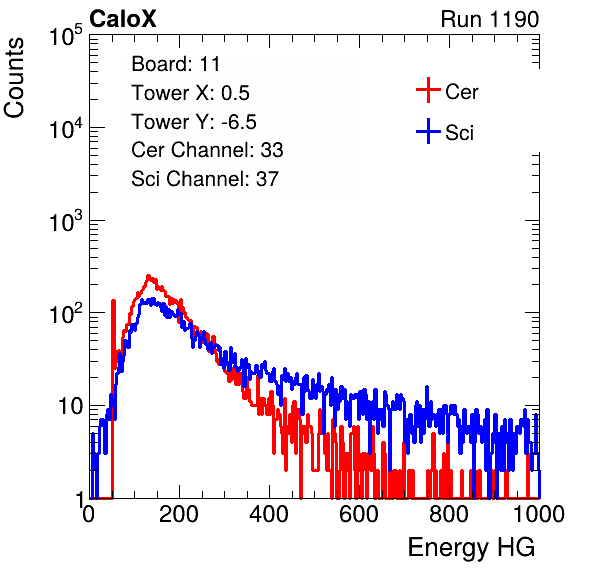 CaloX Run 1190
Counts
Board: 11
Tower X: 0.5
Tower Y: -6.5
Cer Channel: 33
Sci Channel: 37
Cer
Sci
10^5
10^4
10^3
10^2
10
1
0 200 400 600 800 1000
Energy HG